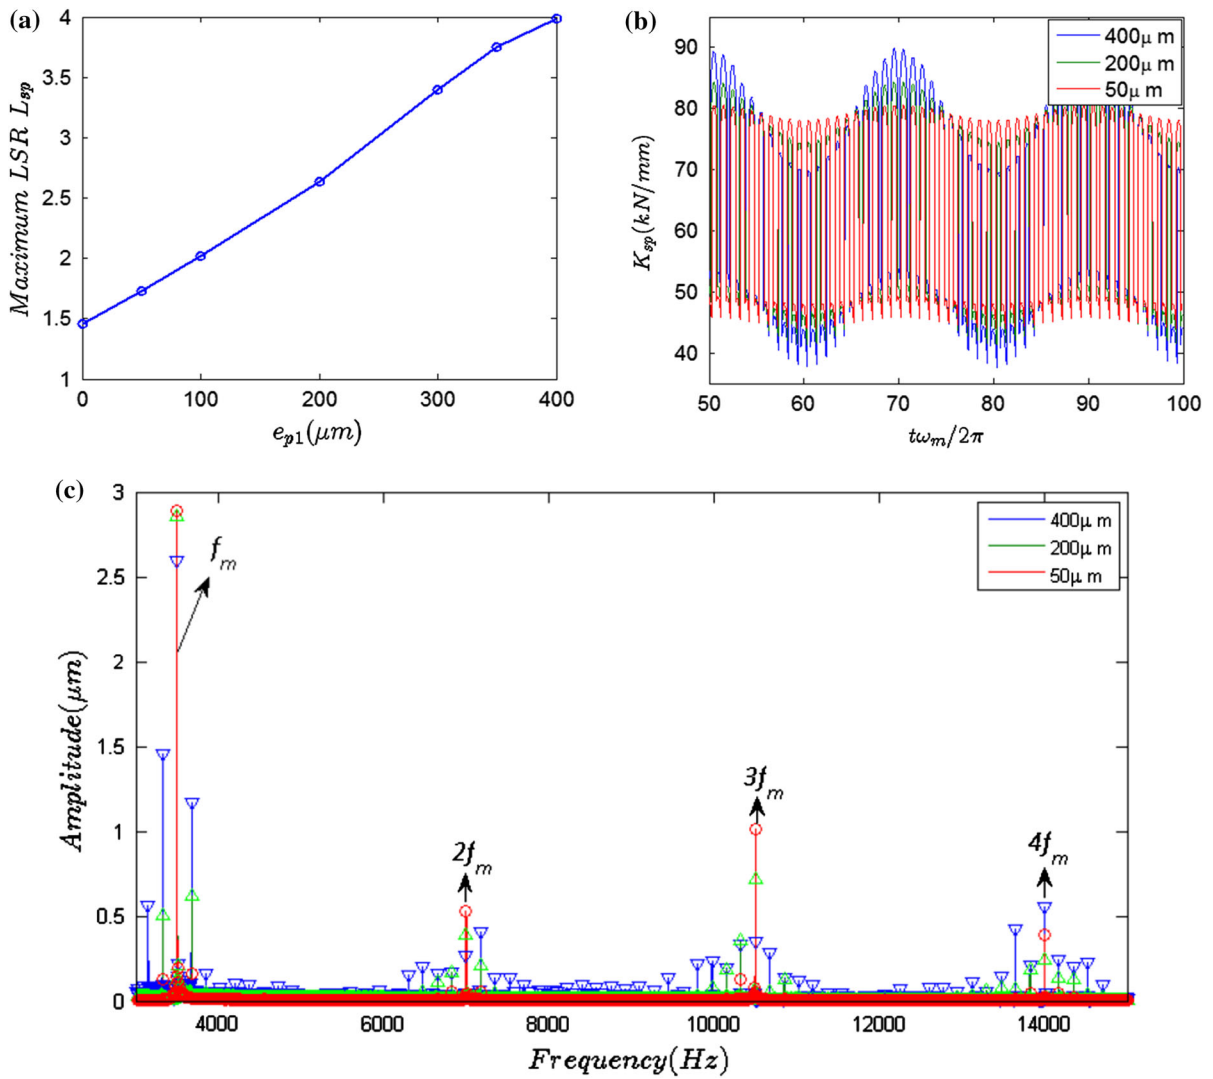 (a)
4
3.5
3
2.5
2
1.5
1
0
100
200
300
400
Maximum LSR L_sp
e_p1(μm)
(b)
400μ m
200μ m
50μ m
90
80
70
60
50
40
50
60
70
80
90
100
K_sp(kN/mm)
tω_m/2π
(c)
3
2.5
2
1.5
1
0.5
0
4000
6000
8000
10000
12000
14000
Amplitude(μm)
Frequency(Hz)
f_m
2f_m
3f_m
4f_m
400μ m
200μ m
50μ m